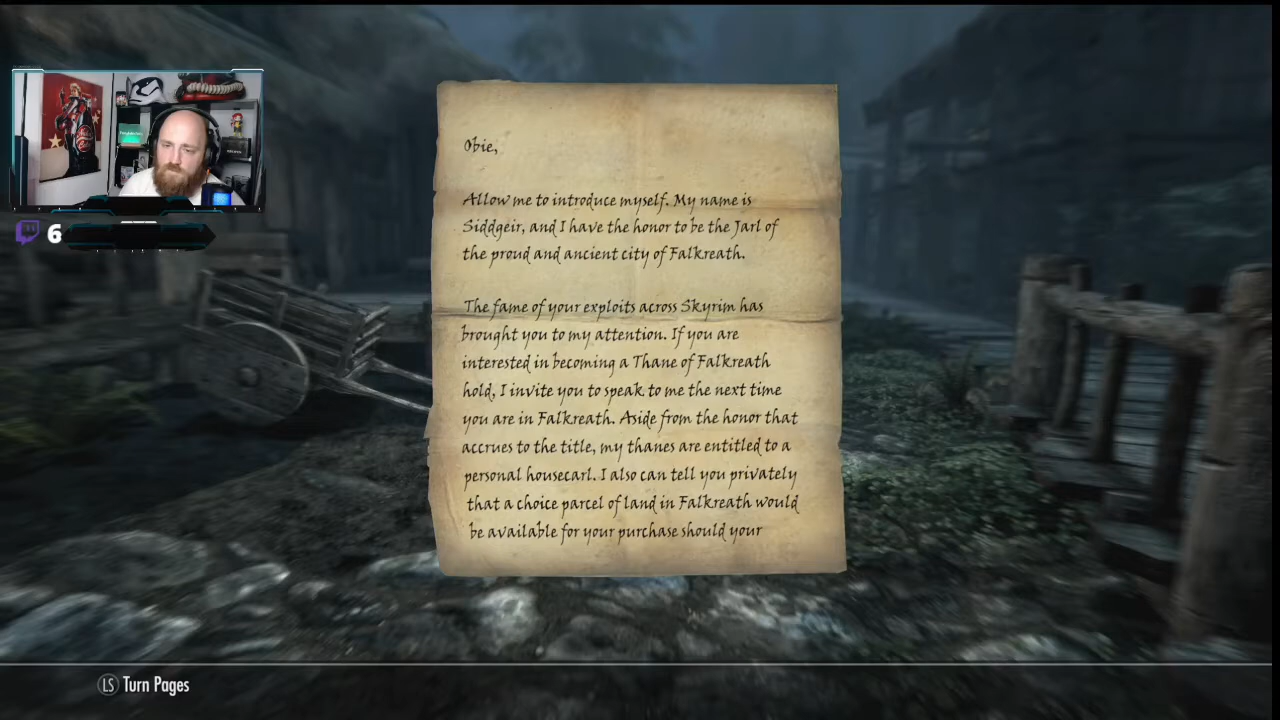 Obie,
Allow me to introduce myself. My name is
Siddgeir, and I have the honor to be the Jarl of
the proud and ancient city of Falkreath.
The fame of your exploits across Skyrim has
brought you to my attention. If you are
interested in becoming a Thane of Falkreath
hold, I invite you to speak to me the next time
you are in Falkreath. Aside from the honor that
accrues to the title, my thanes are entitled to a
personal housecarl. I also can tell you privately
that a choice parcel of land in Falkreath would
be available for your purchase should your
6
LS Turn Pages